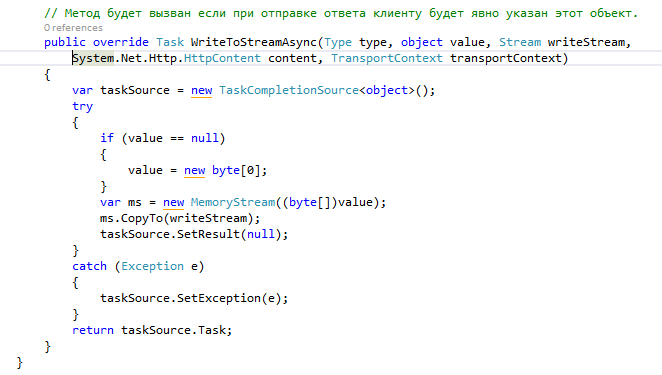 // Метод будет вызван если при отправке ответа клиенту будет явно указан этот объект.
0 references
public override Task WriteToStreamAsync(Type type, object value, Stream writeStream,
System.Net.Http.HttpContent content, TransportContext transportContext)
{
var taskSource = new TaskCompletionSource<object>();
try
{
if (value == null)
{
value = new byte[0];
}
var ms = new MemoryStream((byte[])value);
ms.CopyTo(writeStream);
taskSource.SetResult(null);
}
catch (Exception e)
{
taskSource.SetException(e);
}
return taskSource.Task;
}
}